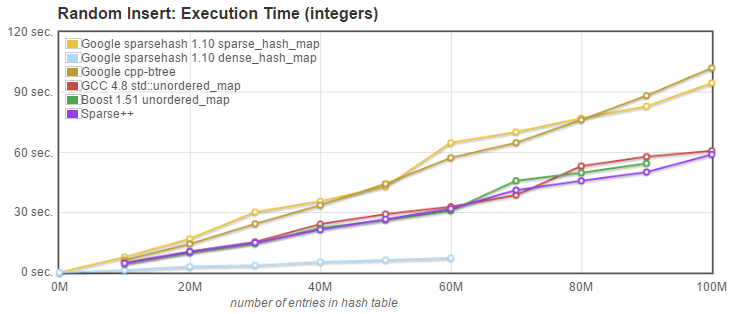 Random Insert: Execution Time (integers)
120 sec.
90 sec.
60 sec.
30 sec.
0 sec.
Google sparsehash 1.10 sparse_hash_map
Google sparsehash 1.10 dense_hash_map
Google cpp-btree
GCC 4.8 std::unordered_map
Boost 1.51 unordered_map
Sparse++
0M 20M 40M 60M 80M 100M
number of entries in hash table